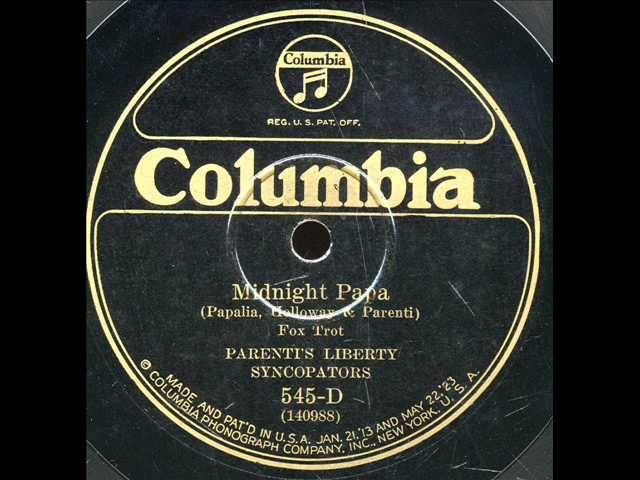 Columbia
REG. U.S. PAT. OFF.
Columbia
Midnight Papa
(Papalia, Holloway & Parenti)
Fox Trot
PARENTI'S LIBERTY
SYNCOPATORS
545-D
(140988)
MADE AND PAT'D IN U.S.A. JAN. 21,'13 AND MAY 22,'23
© COLUMBIA PHONOGRAPH COMPANY, INC., NEW YORK, U.S.A.